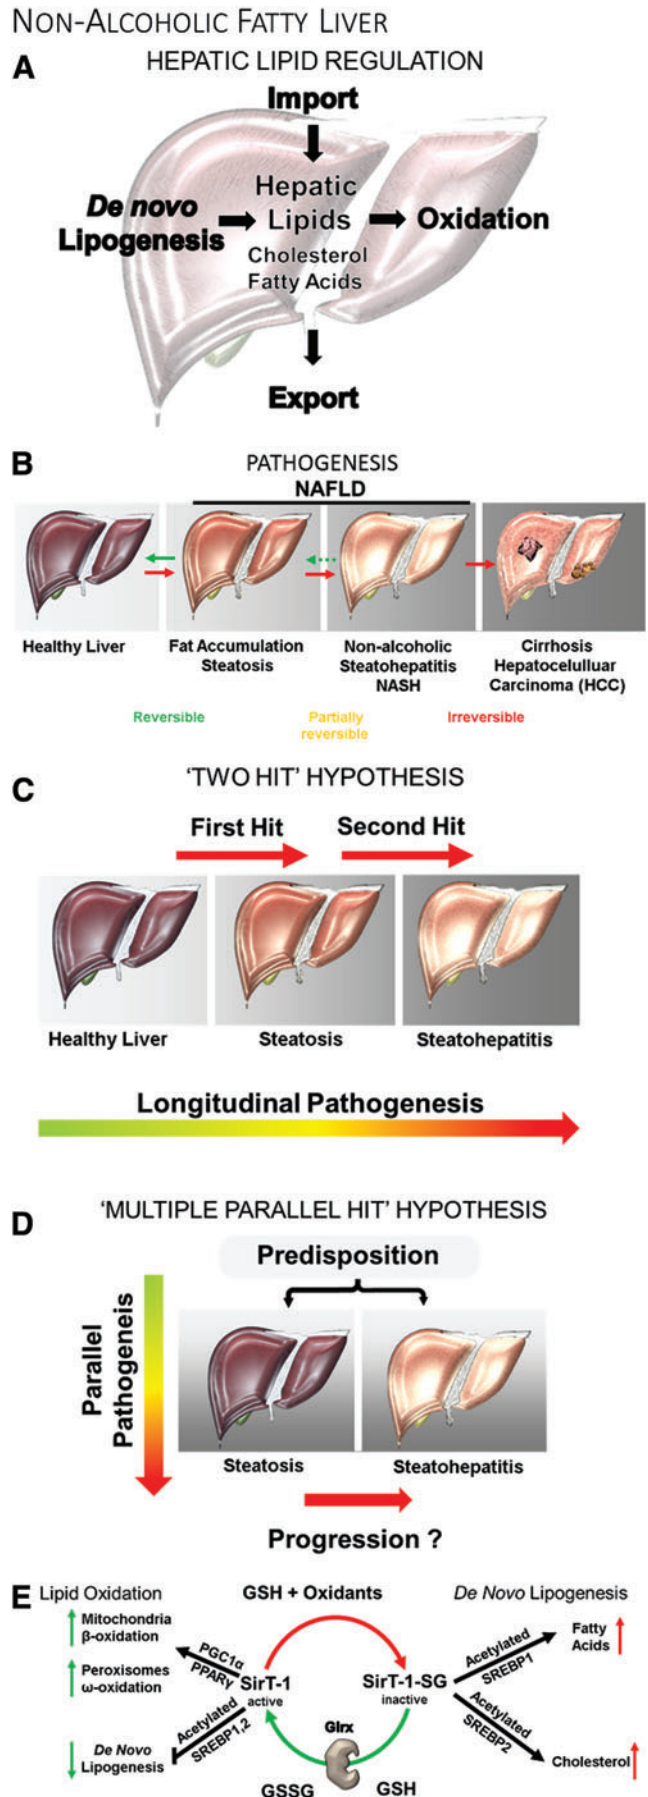 NON-ALCOHOLIC FATTY LIVER
A
HEPATIC LIPID REGULATION
Import
Hepatic
Lipids
Cholesterol
Fatty Acids
De novo
Lipogenesis
Oxidation
Export
B
PATHOGENESIS
NAFLD
Healthy Liver
Fat Accumulation
Steatosis
Non-alcoholic
Steatohepatitis
NASH
Cirrhosis
Hepatocelulluar
Carcinoma (HCC)
Reversible
Partially
reversible
Irreversible
C
'TWO HIT' HYPOTHESIS
First Hit
Second Hit
Healthy Liver
Steatosis
Steatohepatitis
Longitudinal Pathogenesis
D
'MULTIPLE PARALLEL HIT' HYPOTHESIS
Predisposition
Parallel
Pathogeneis
Steatosis
Steatohepatitis
Progression ?
E
Lipid Oxidation
GSH + Oxidants
De Novo Lipogenesis
Mitochondria
β-oxidation
Peroxisomes
ω-oxidation
De Novo
Lipogenesis
PGC1α
PPARγ
Acetylated
SREBP1,2
SirT-1
active
SirT-1-SG
inactive
Glrx
GSSG
GSH
Acetylated
SREBP1
Acetylated
SREBP2
Fatty
Acids
Cholesterol